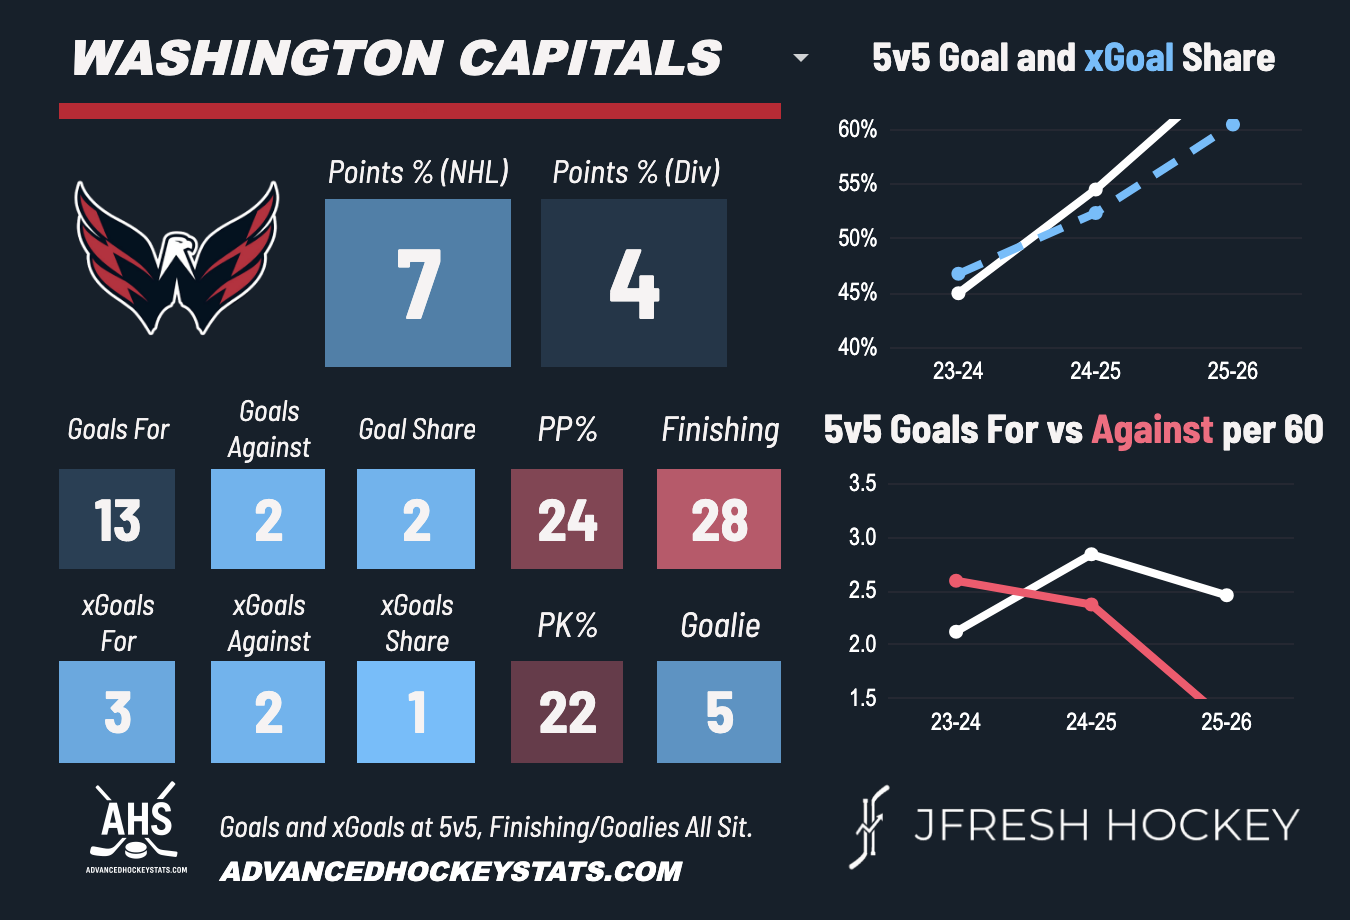 WASHINGTON CAPITALS
Points % (NHL)
Points % (Div)
7
4
Goals For
Goals
Against
Goal Share
PP%
Finishing
13
2
2
24
28
xGoals
For
xGoals
Against
xGoals
Share
PK%
Goalie
3
2
1
22
5
AHS
ADVANCEDHOCKEYSTATS.COM
Goals and xGoals at 5v5, Finishing/Goalies All Sit.
ADVANCEDHOCKEYSTATS.COM
5v5 Goal and xGoal Share
60%
55%
50%
45%
40%
23-24
24-25
25-26
5v5 Goals For vs Against per 60
3.5
3.0
2.5
2.0
1.5
23-24
24-25
25-26
JFRESH HOCKEY